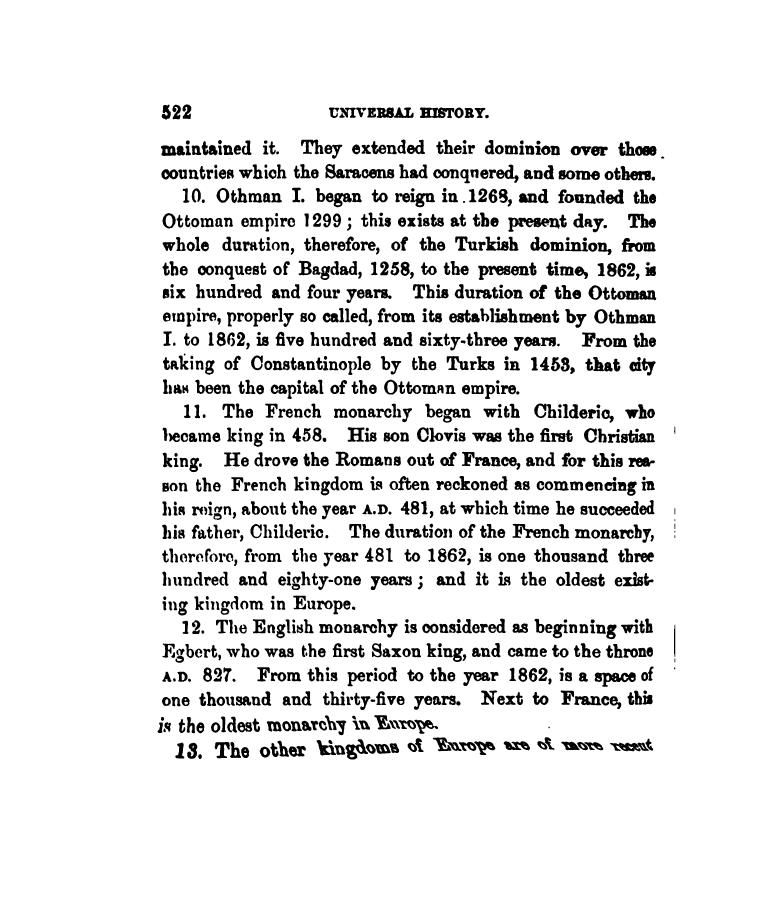 522 UNIVERSAL HISTORY.
maintained it. They extended their dominion over those
countries which the Saracens had conqnered, and some others.
10. Othman I. began to reign in 1268, and founded the
Ottoman empire 1299; this exists at the present day. The
whole duration, therefore, of the Turkish dominion, from
the conquest of Bagdad, 1258, to the present time, 1862, is
six hundred and four years. This duration of the Ottoman
empire, properly so called, from its establishment by Othman
I. to 1862, is five hundred and sixty-three years. From the
taking of Constantinople by the Turks in 1453, that city
has been the capital of the Ottoman empire.
11. The French monarchy began with Childeric, who
became king in 458. His son Clovis was the first Christian
king. He drove the Romans out of France, and for this rea-
son the French kingdom is often reckoned as commencing in
his reign, about the year A.D. 481, at which time he succeeded
his father, Childeric. The duration of the French monarchy,
therefore, from the year 481 to 1862, is one thousand three
hundred and eighty-one years; and it is the oldest exist-
ing kingdom in Europe.
12. The English monarchy is considered as beginning with
Egbert, who was the first Saxon king, and came to the throne
A.D. 827. From this period to the year 1862, is a space of
one thousand and thirty-five years. Next to France, this
is the oldest monarchy in Europe.
13. The other kingdoms of Europe are of more recent